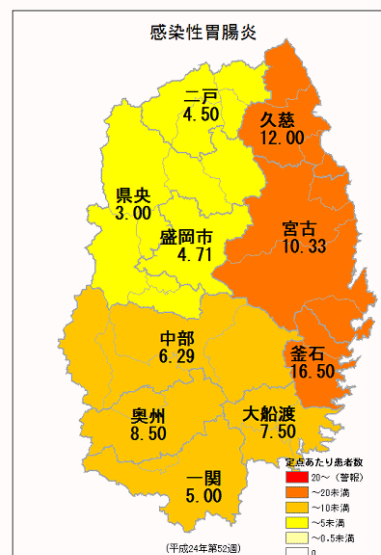 感染性胃腸炎
二戸
4.50
久慈
12.00
県央
3.00
盛岡市
4.71
宮古
10.33
中部
6.29
釜石
16.50
奥州
8.50
大船渡
7.50
一関
5.00
定点あたり患者数
20～（警報）
～20未満
～10未満
～5未満
～0.5未満
0
(平成24年第52週)